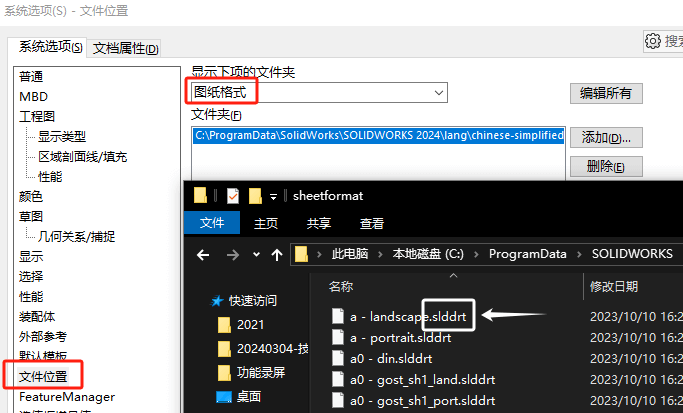 系统选项(S) - 文件位置
系统选项(S)
文档属性(D)
搜索
普通
MBD
工程图
显示类型
区域剖面线/填充
性能
颜色
草图
几何关系/捕捉
显示
选择
性能
装配体
外部参考
默认模板
文件位置
FeatureManager
显示下项的文件夹
图纸格式
编辑所有
文件夹(F)
C:\ProgramData\SolidWorks\SOLIDWORKS 2024\lang\chinese-simplified
添加(D)...
删除(E)
sheetformat
文件
主页
共享
查看
此电脑 > 本地磁盘 (C:) > ProgramData > SOLIDWORKS
快速访问
2021
20240304-技
功能录屏
桌面
名称
修改日期
a - landscape.slddrt
2023/10/10 16:2
a - portrait.slddrt
2023/10/10 16:2
a0 - din.slddrt
2023/10/10 16:2
a0 - gost_sh1_land.slddrt
2023/10/10 16:2
a0 - gost_sh1_port.slddrt
2023/10/10 16:2